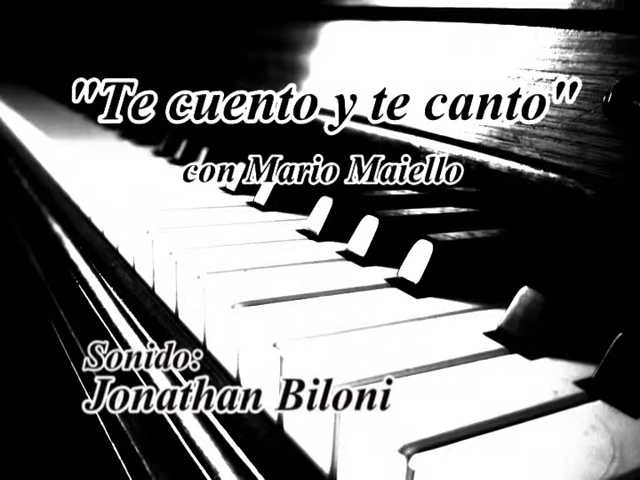 "Te cuento y te canto"
con Mario Maiello
Sonido:
Jonathan Biloni